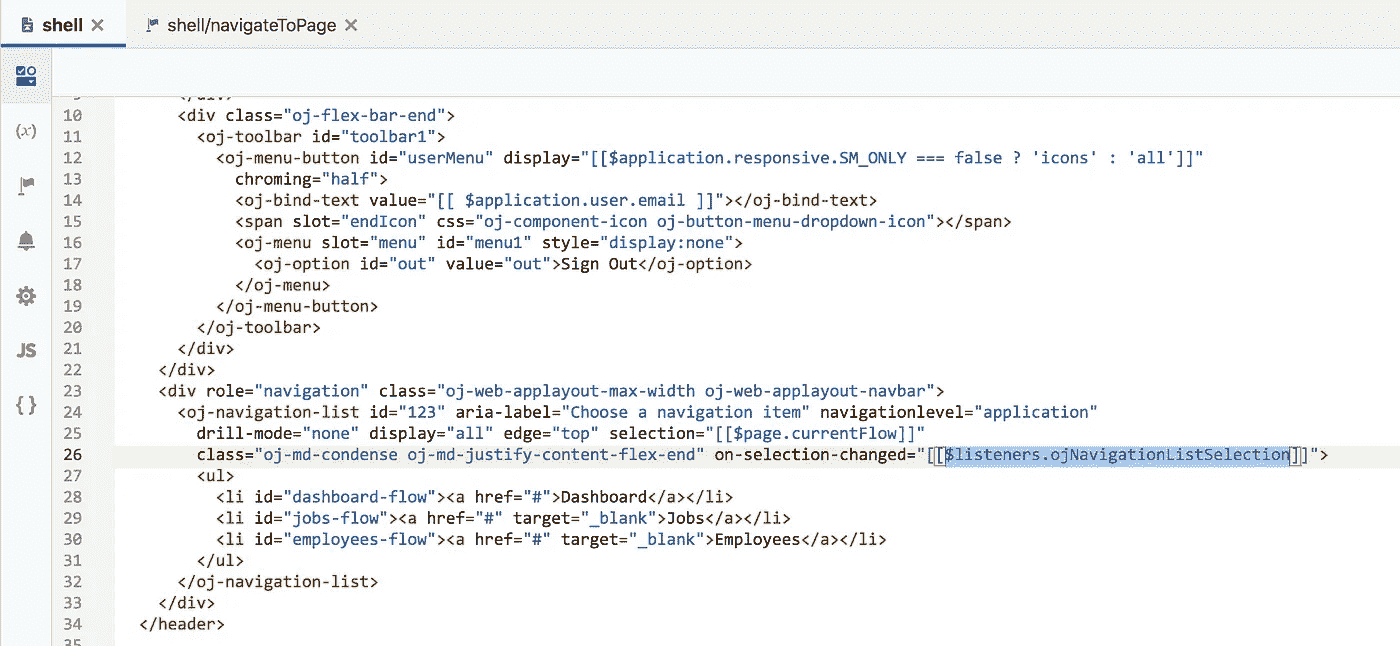 shell ✕ shell/navigateToPage ✕
(x)
JS
{ }
9 </div>
10 <div class="oj-flex-bar-end">
11 <oj-toolbar id="toolbar1">
12 <oj-menu-button id="userMenu" display="[[$application.responsive.SM_ONLY === false ? 'icons' : 'all']]"
13 chroming="half">
14 <oj-bind-text value="[[ $application.user.email ]]"></oj-bind-text>
15 <span slot="endIcon" css="oj-component-icon oj-button-menu-dropdown-icon"></span>
16 <oj-menu slot="menu" id="menu1" style="display:none">
17 <oj-option id="out" value="out">Sign Out</oj-option>
18 </oj-menu>
19 </oj-menu-button>
20 </oj-toolbar>
21 </div>
22 </div>
23 <div role="navigation" class="oj-web-applayout-max-width oj-web-applayout-navbar">
24 <oj-navigation-list id="123" aria-label="Choose a navigation item" navigationlevel="application"
25 drill-mode="none" display="all" edge="top" selection="[[$page.currentFlow]]"
26 class="oj-md-condense oj-md-justify-content-flex-end" on-selection-changed="[[$listeners.ojNavigationListSelection]]">
27 <ul>
28 <li id="dashboard-flow"><a href="#">Dashboard</a></li>
29 <li id="jobs-flow"><a href="#" target="_blank">Jobs</a></li>
30 <li id="employees-flow"><a href="#" target="_blank">Employees</a></li>
31 </ul>
32 </oj-navigation-list>
33 </div>
34 </header>
35